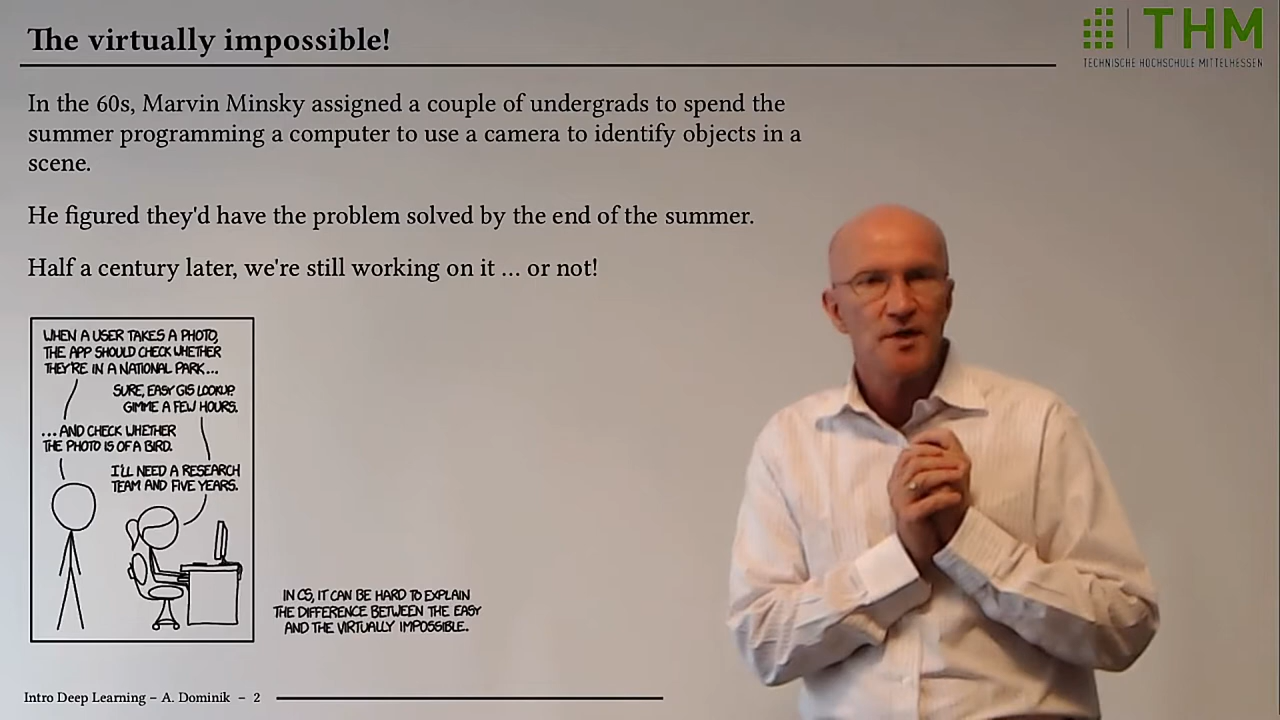 The virtually impossible!
THM
TECHNISCHE HOCHSCHULE MITTELHESSEN
In the 60s, Marvin Minsky assigned a couple of undergrads to spend the
summer programming a computer to use a camera to identify objects in a
scene.
He figured they'd have the problem solved by the end of the summer.
Half a century later, we're still working on it ... or not!
WHEN A USER TAKES A PHOTO,
THE APP SHOULD CHECK WHETHER
THEY'RE IN A NATIONAL PARK...
SURE, EASY GIS LOOKUP.
GIMME A FEW HOURS.
...AND CHECK WHETHER
THE PHOTO IS OF A BIRD.
I'LL NEED A RESEARCH
TEAM AND FIVE YEARS.
IN CS, IT CAN BE HARD TO EXPLAIN
THE DIFFERENCE BETWEEN THE EASY
AND THE VIRTUALLY IMPOSSIBLE.
Intro Deep Learning – A. Dominik – 2